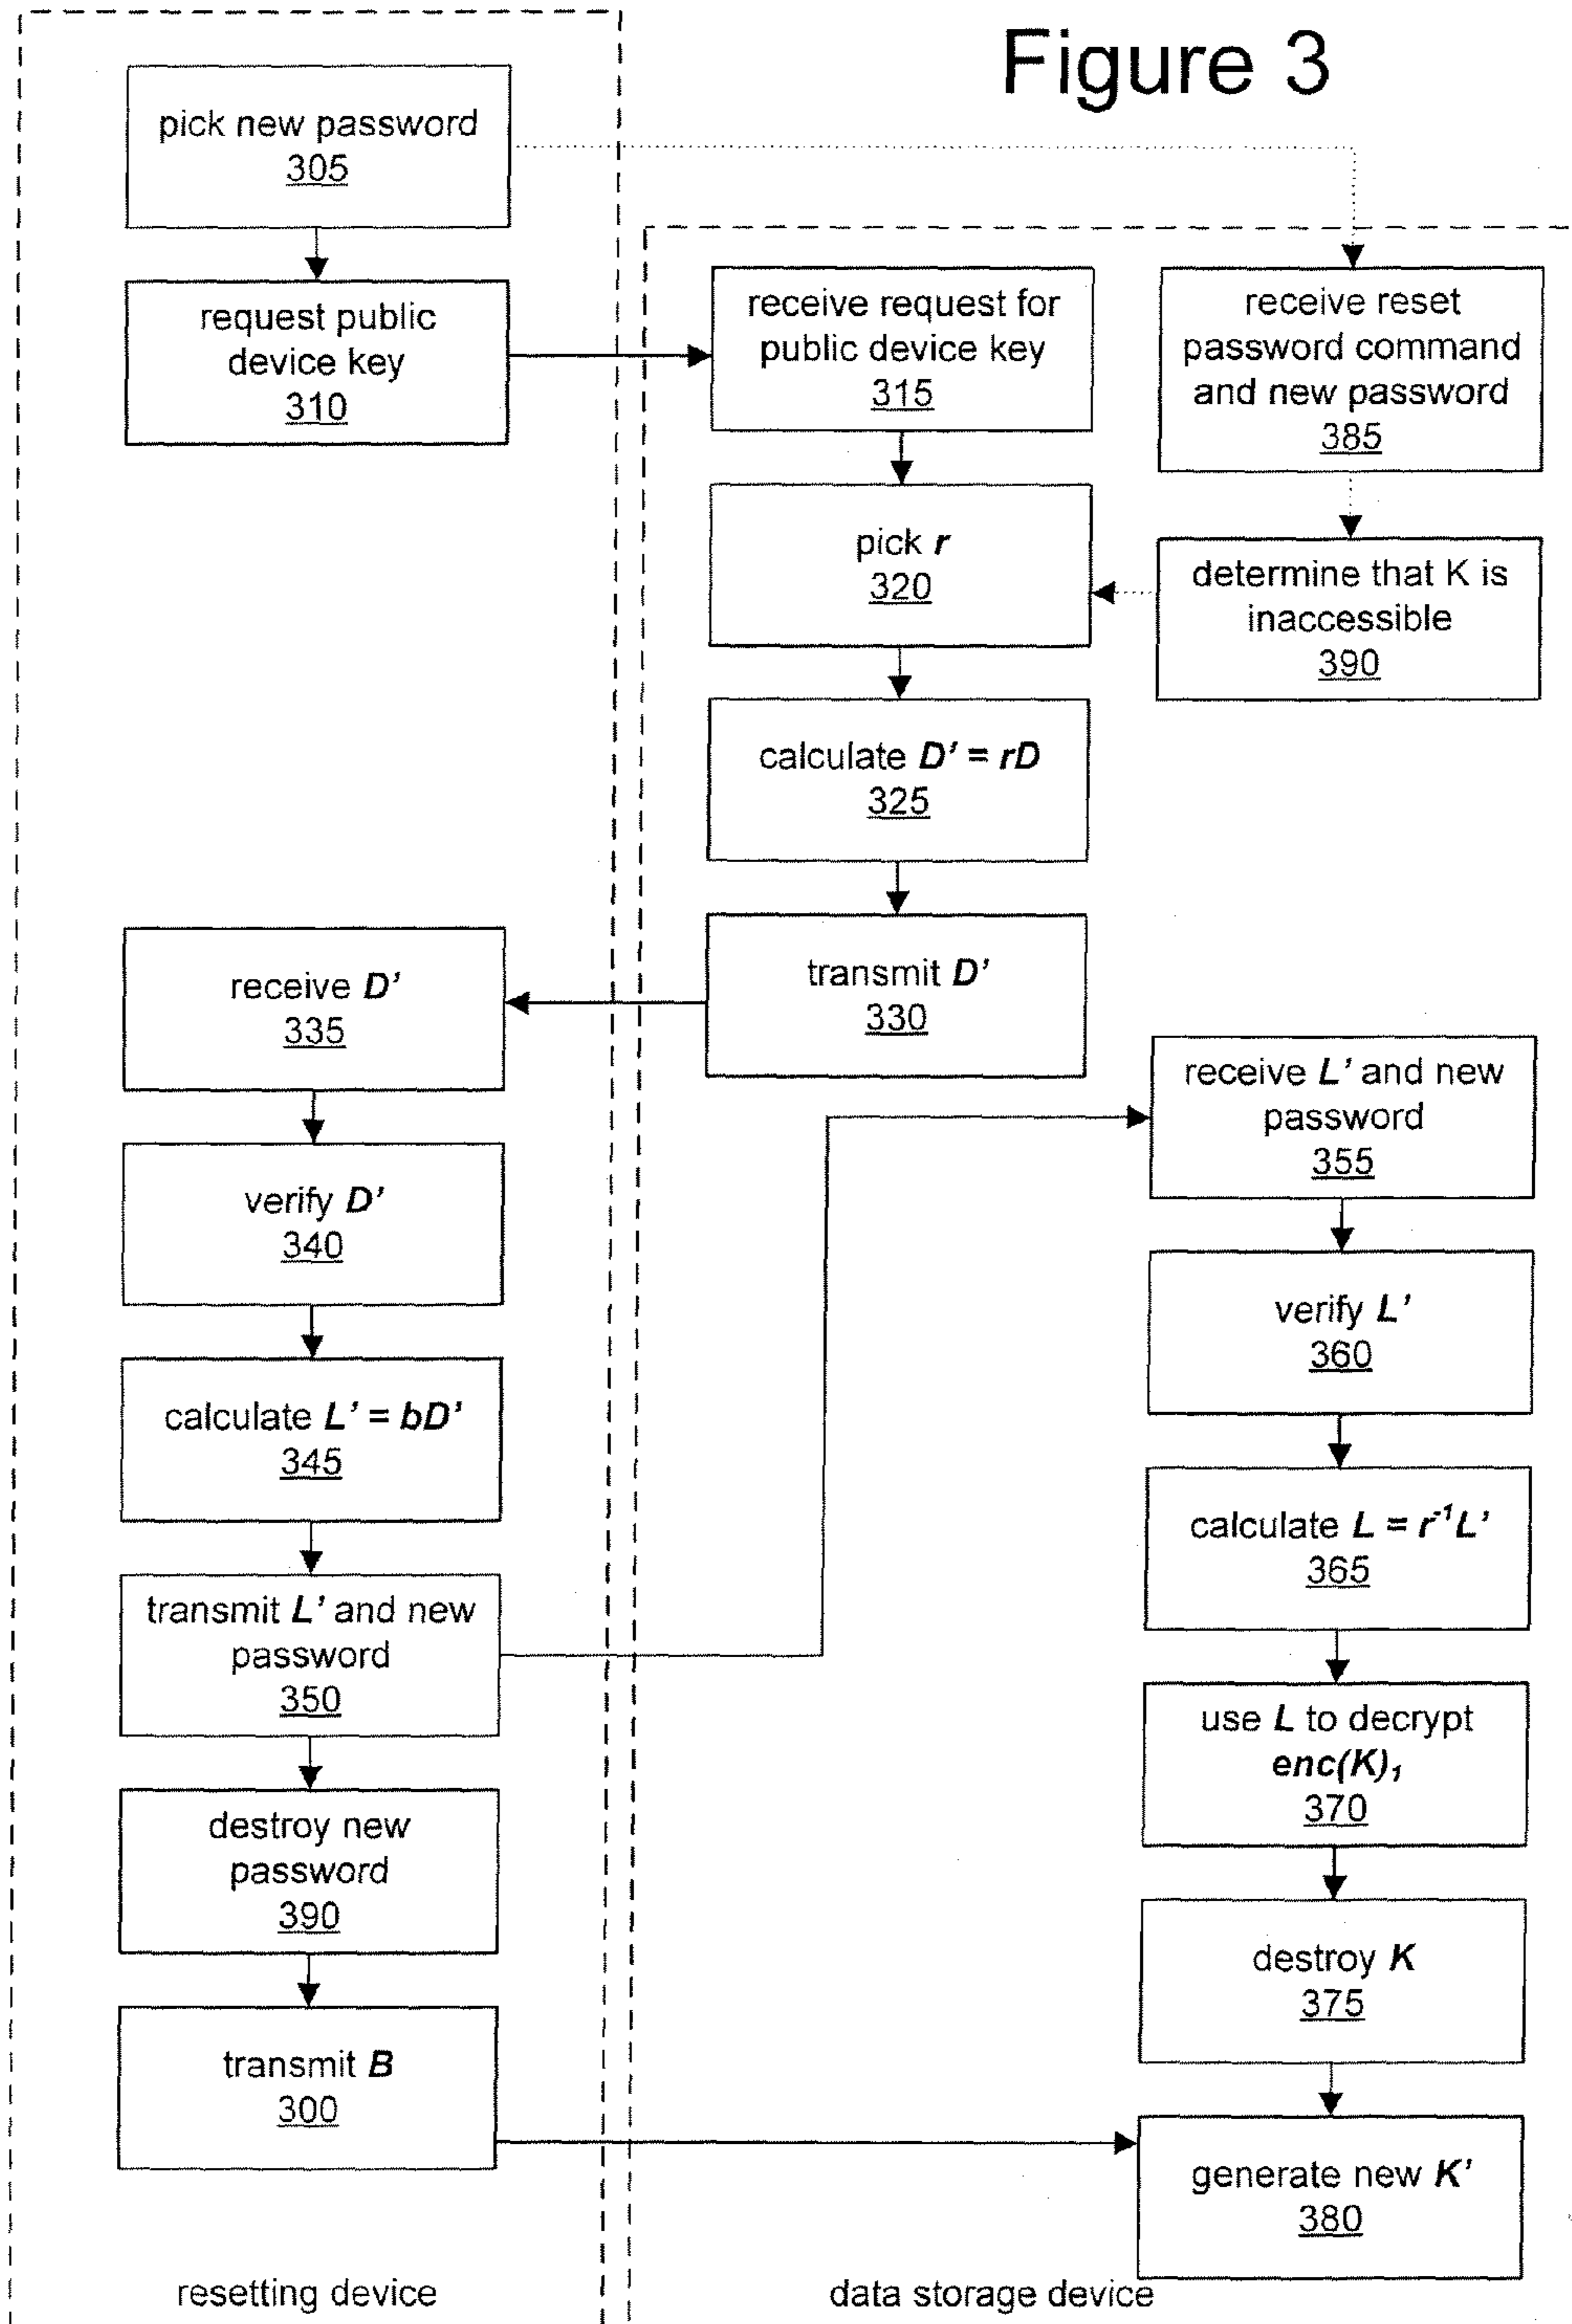 Figure 3
pick new password
305
request public
device key
310
receive request for
public device key
315
receive reset
password command
and new password
385
pick r
320
determine that K is
inaccessible
390
calculate D' = rD
325
transmit D'
330
receive D'
335
verify D'
340
calculate L' = bD'
345
transmit L' and new
password
350
destroy new
password
390
transmit B
300
receive L' and new
password
355
verify L'
360
calculate L = r⁻¹L'
365
use L to decrypt
enc(K)₁
370
destroy K
375
generate new K'
380
resetting device
data storage device